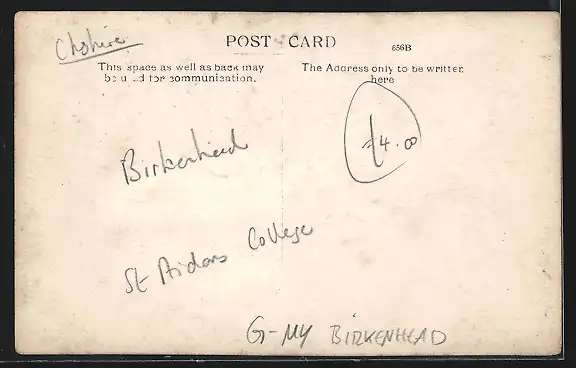 Cheshire
POST CARD
656B
This space as well as back may
be used for communication.
The Address only to be written
here
£4.00
Birkenhead
St Aidans College
G-MY BIRKENHEAD